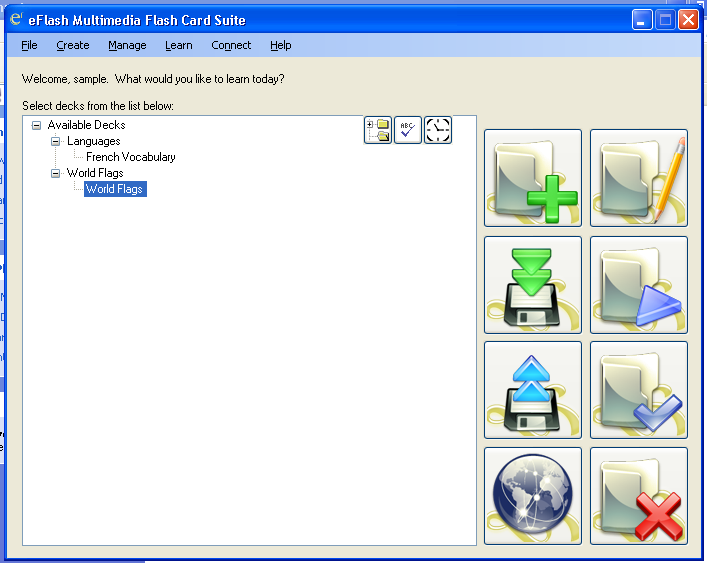 eFlash Multimedia Flash Card Suite
File Create Manage Learn Connect Help
Welcome, sample. What would you like to learn today?
Select decks from the list below:
Available Decks
ABC
Languages
French Vocabulary
World Flags
World Flags